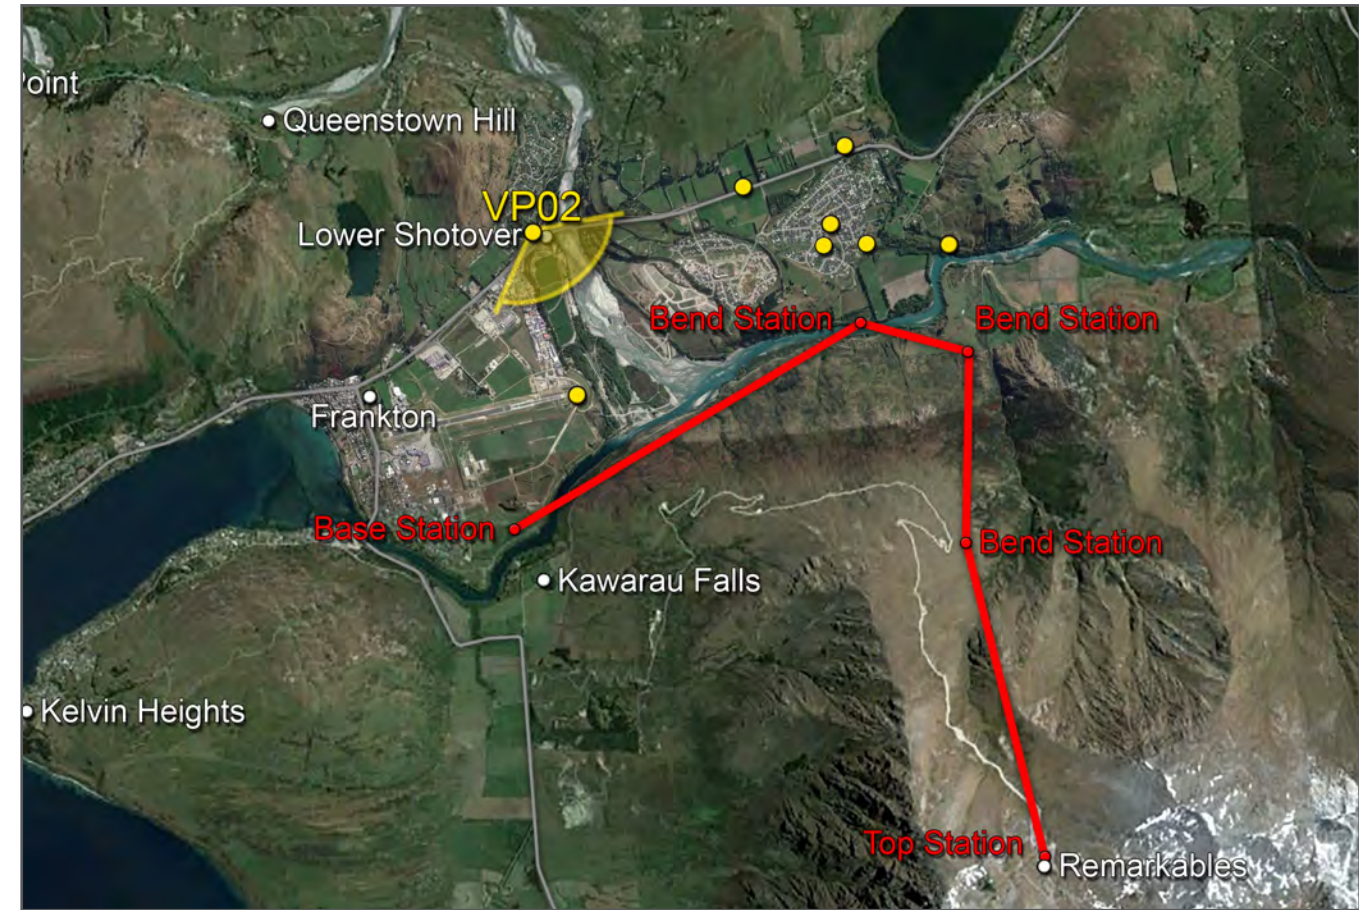 Point
Queenstown Hill
VP02
Lower Shotover
Bend Station
Bend Station
Frankton
Base Station
Bend Station
Kawarau Falls
Kelvin Heights
Top Station
Remarkables